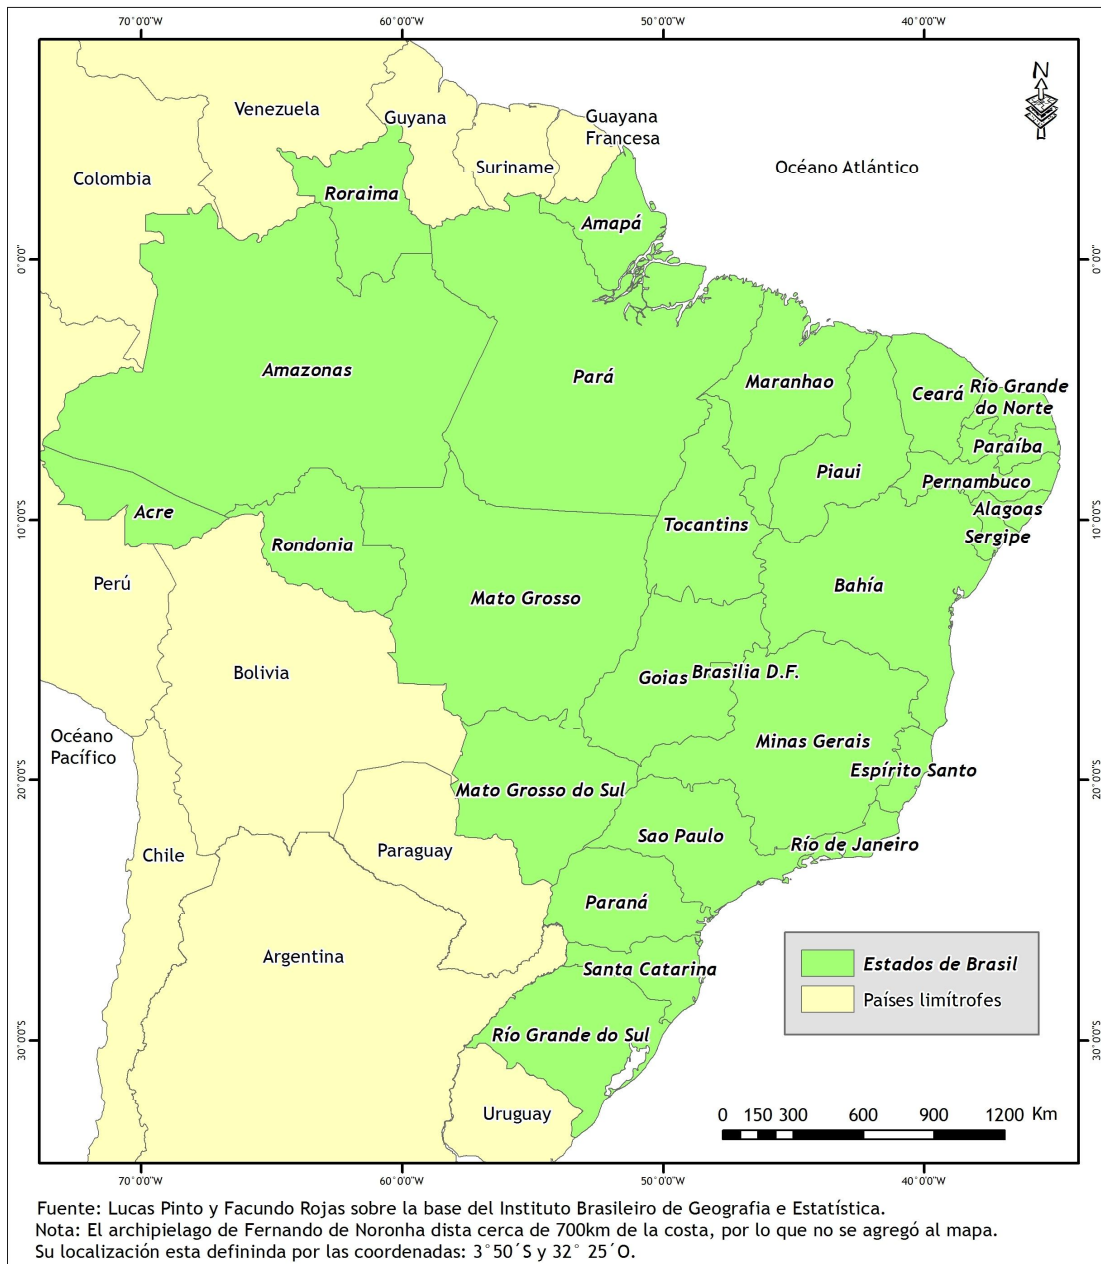 70°0'0"W
60°0'0"W
50°0'0"W
40°0'0"W
N
Venezuela
Guyana
Guayana
Francesa
Suriname
Océano Atlántico
Colombia
Roraima
Amapá
0°0'0"
0°0'0"
Amazonas
Pará
Maranhao
Ceará
Río Grande
do Norte
Paraíba
Piaui
Pernambuco
Alagoas
Acre
Tocantins
Sergipe
10°0'0"S
10°0'0"S
Rondonia
Perú
Mato Grosso
Bahía
Bolivia
Goias
Brasilia D.F.
Océano
Pacífico
Minas Gerais
Espírito Santo
20°0'0"S
20°0'0"S
Mato Grosso do Sul
Sao Paulo
Río de Janeiro
Chile
Paraguay
Paraná
Argentina
Santa Catarina
Estados de Brasil
Países limítrofes
Río Grande do Sul
30°0'0"S
30°0'0"S
Uruguay
0 150 300 600 900 1200 Km
70°0'0"W
60°0'0"W
50°0'0"W
40°0'0"W
Fuente: Lucas Pinto y Facundo Rojas sobre la base del Instituto Brasileiro de Geografia e Estatística.
Nota: El archipielago de Fernando de Noronha dista cerca de 700km de la costa, por lo que no se agregó al mapa.
Su localización esta defininda por las coordenadas: 3°50´S y 32° 25´O.